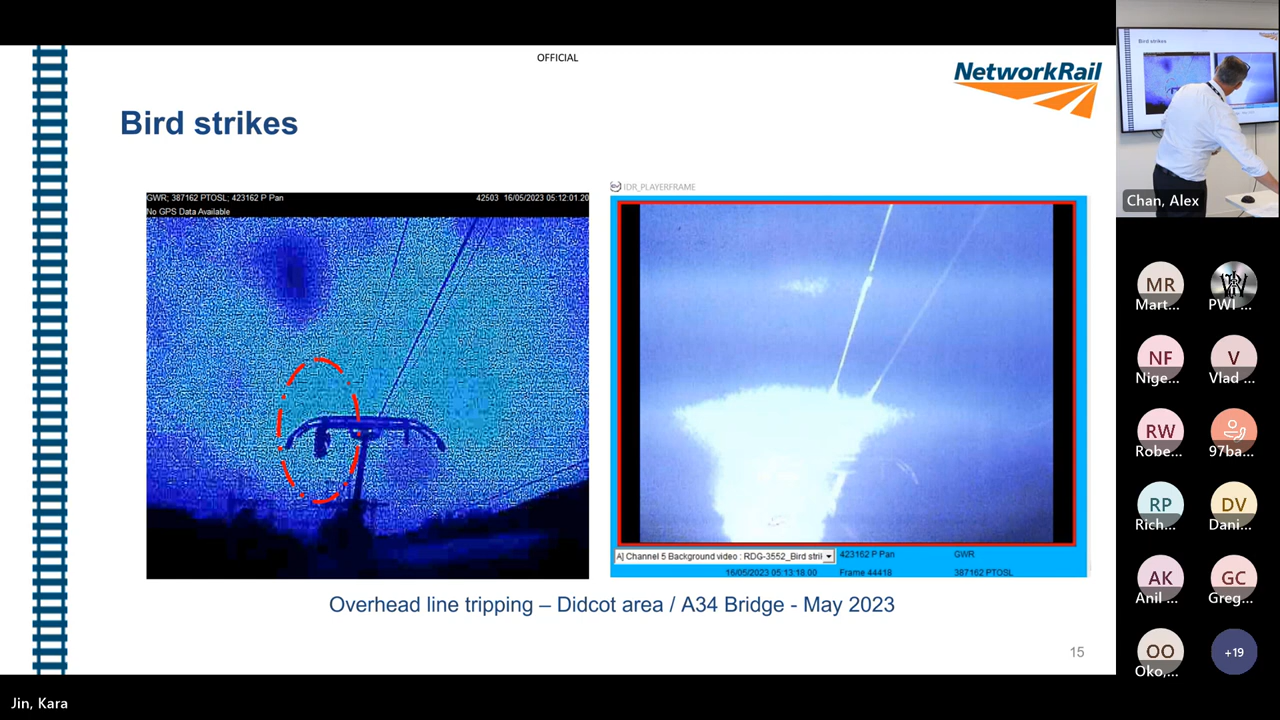 OFFICIAL
NetworkRail
Bird strikes
GWR; 387162 PTOSL; 423162 P Pan
42503 16/05/2023 05:12:01.20
No GPS Data Available
IDR_PLAYERFRAME
A] Channel 5 Background video : RDG-3552_Bird stri
423162 P Pan
GWR
16/05/2023 05:13:18.00
Frame 44418
387162 PTOSL
Overhead line tripping – Didcot area / A34 Bridge - May 2023
15
Bird strikes
Chan, Alex
MR
Mart...
PWI ...
NF
Nige...
V
Vlad ...
RW
Robe...
97ba...
RP
Rich...
DV
Dani...
AK
Anil ...
GC
Greg...
OO
Oko,...
+19
Jin, Kara